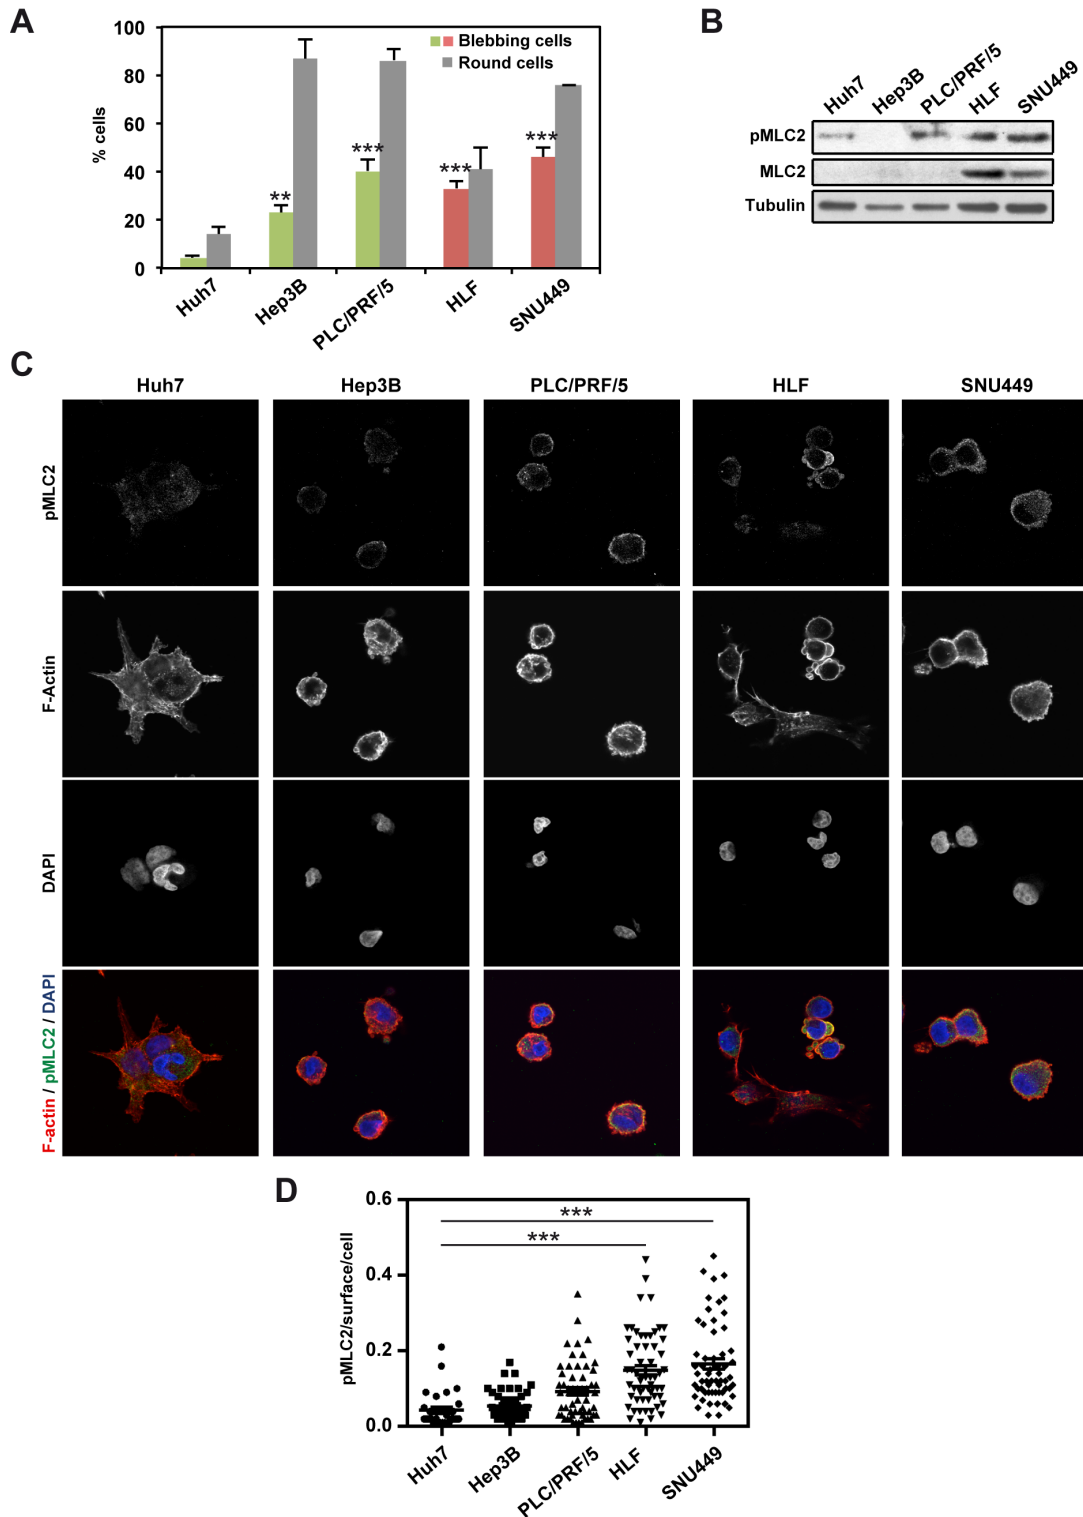 A
100
80
60
40
20
0
% cells
Blebbing cells
Round cells
**
***
***
***
Huh7
Hep3B
PLC/PRF/5
HLF
SNU449
B
Huh7
Hep3B
PLC/PRF/5
HLF
SNU449
pMLC2
MLC2
Tubulin
C
Huh7
Hep3B
PLC/PRF/5
HLF
SNU449
pMLC2
F-Actin
DAPI
F-actin / pMLC2 / DAPI
D
0.6
0.4
0.2
0.0
pMLC2/surface/cell
***
***
Huh7
Hep3B
PLC/PRF/5
HLF
SNU449